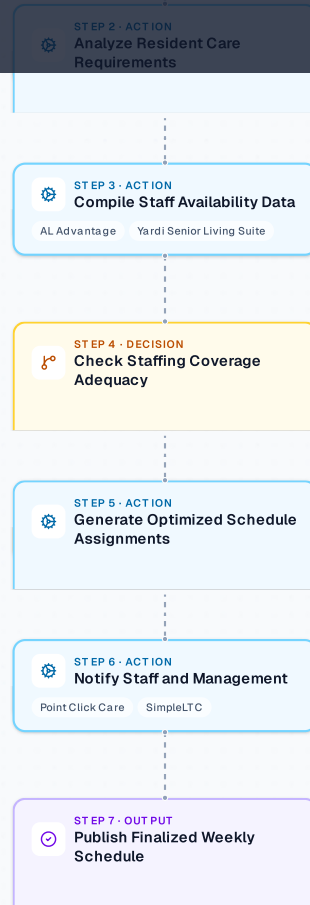 STEP 2 · ACTION
Analyze Resident Care
Requirements
STEP 3 · ACTION
Compile Staff Availability Data
AL Advantage
Yardi Senior Living Suite
STEP 4 · DECISION
Check Staffing Coverage
Adequacy
STEP 5 · ACTION
Generate Optimized Schedule
Assignments
STEP 6 · ACTION
Notify Staff and Management
Point Click Care
SimpleLTC
STEP 7 · OUTPUT
Publish Finalized Weekly
Schedule